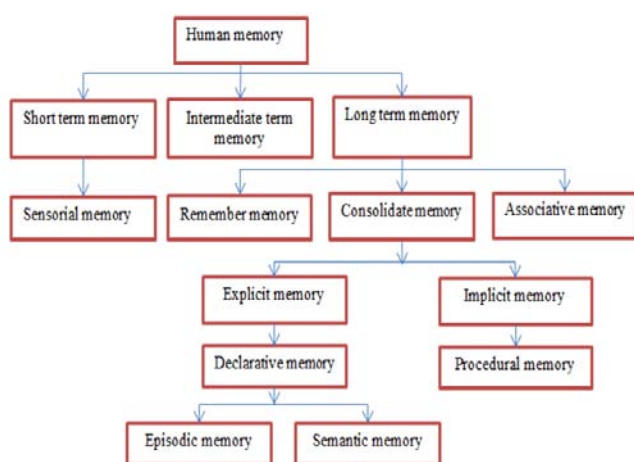 Human memory
Short term memory
Intermediate term
memory
Long term memory
Sensorial memory
Remember memory
Consolidate memory
Associative memory
Explicit memory
Implicit memory
Declarative memory
Procedural memory
Episodic memory
Semantic memory